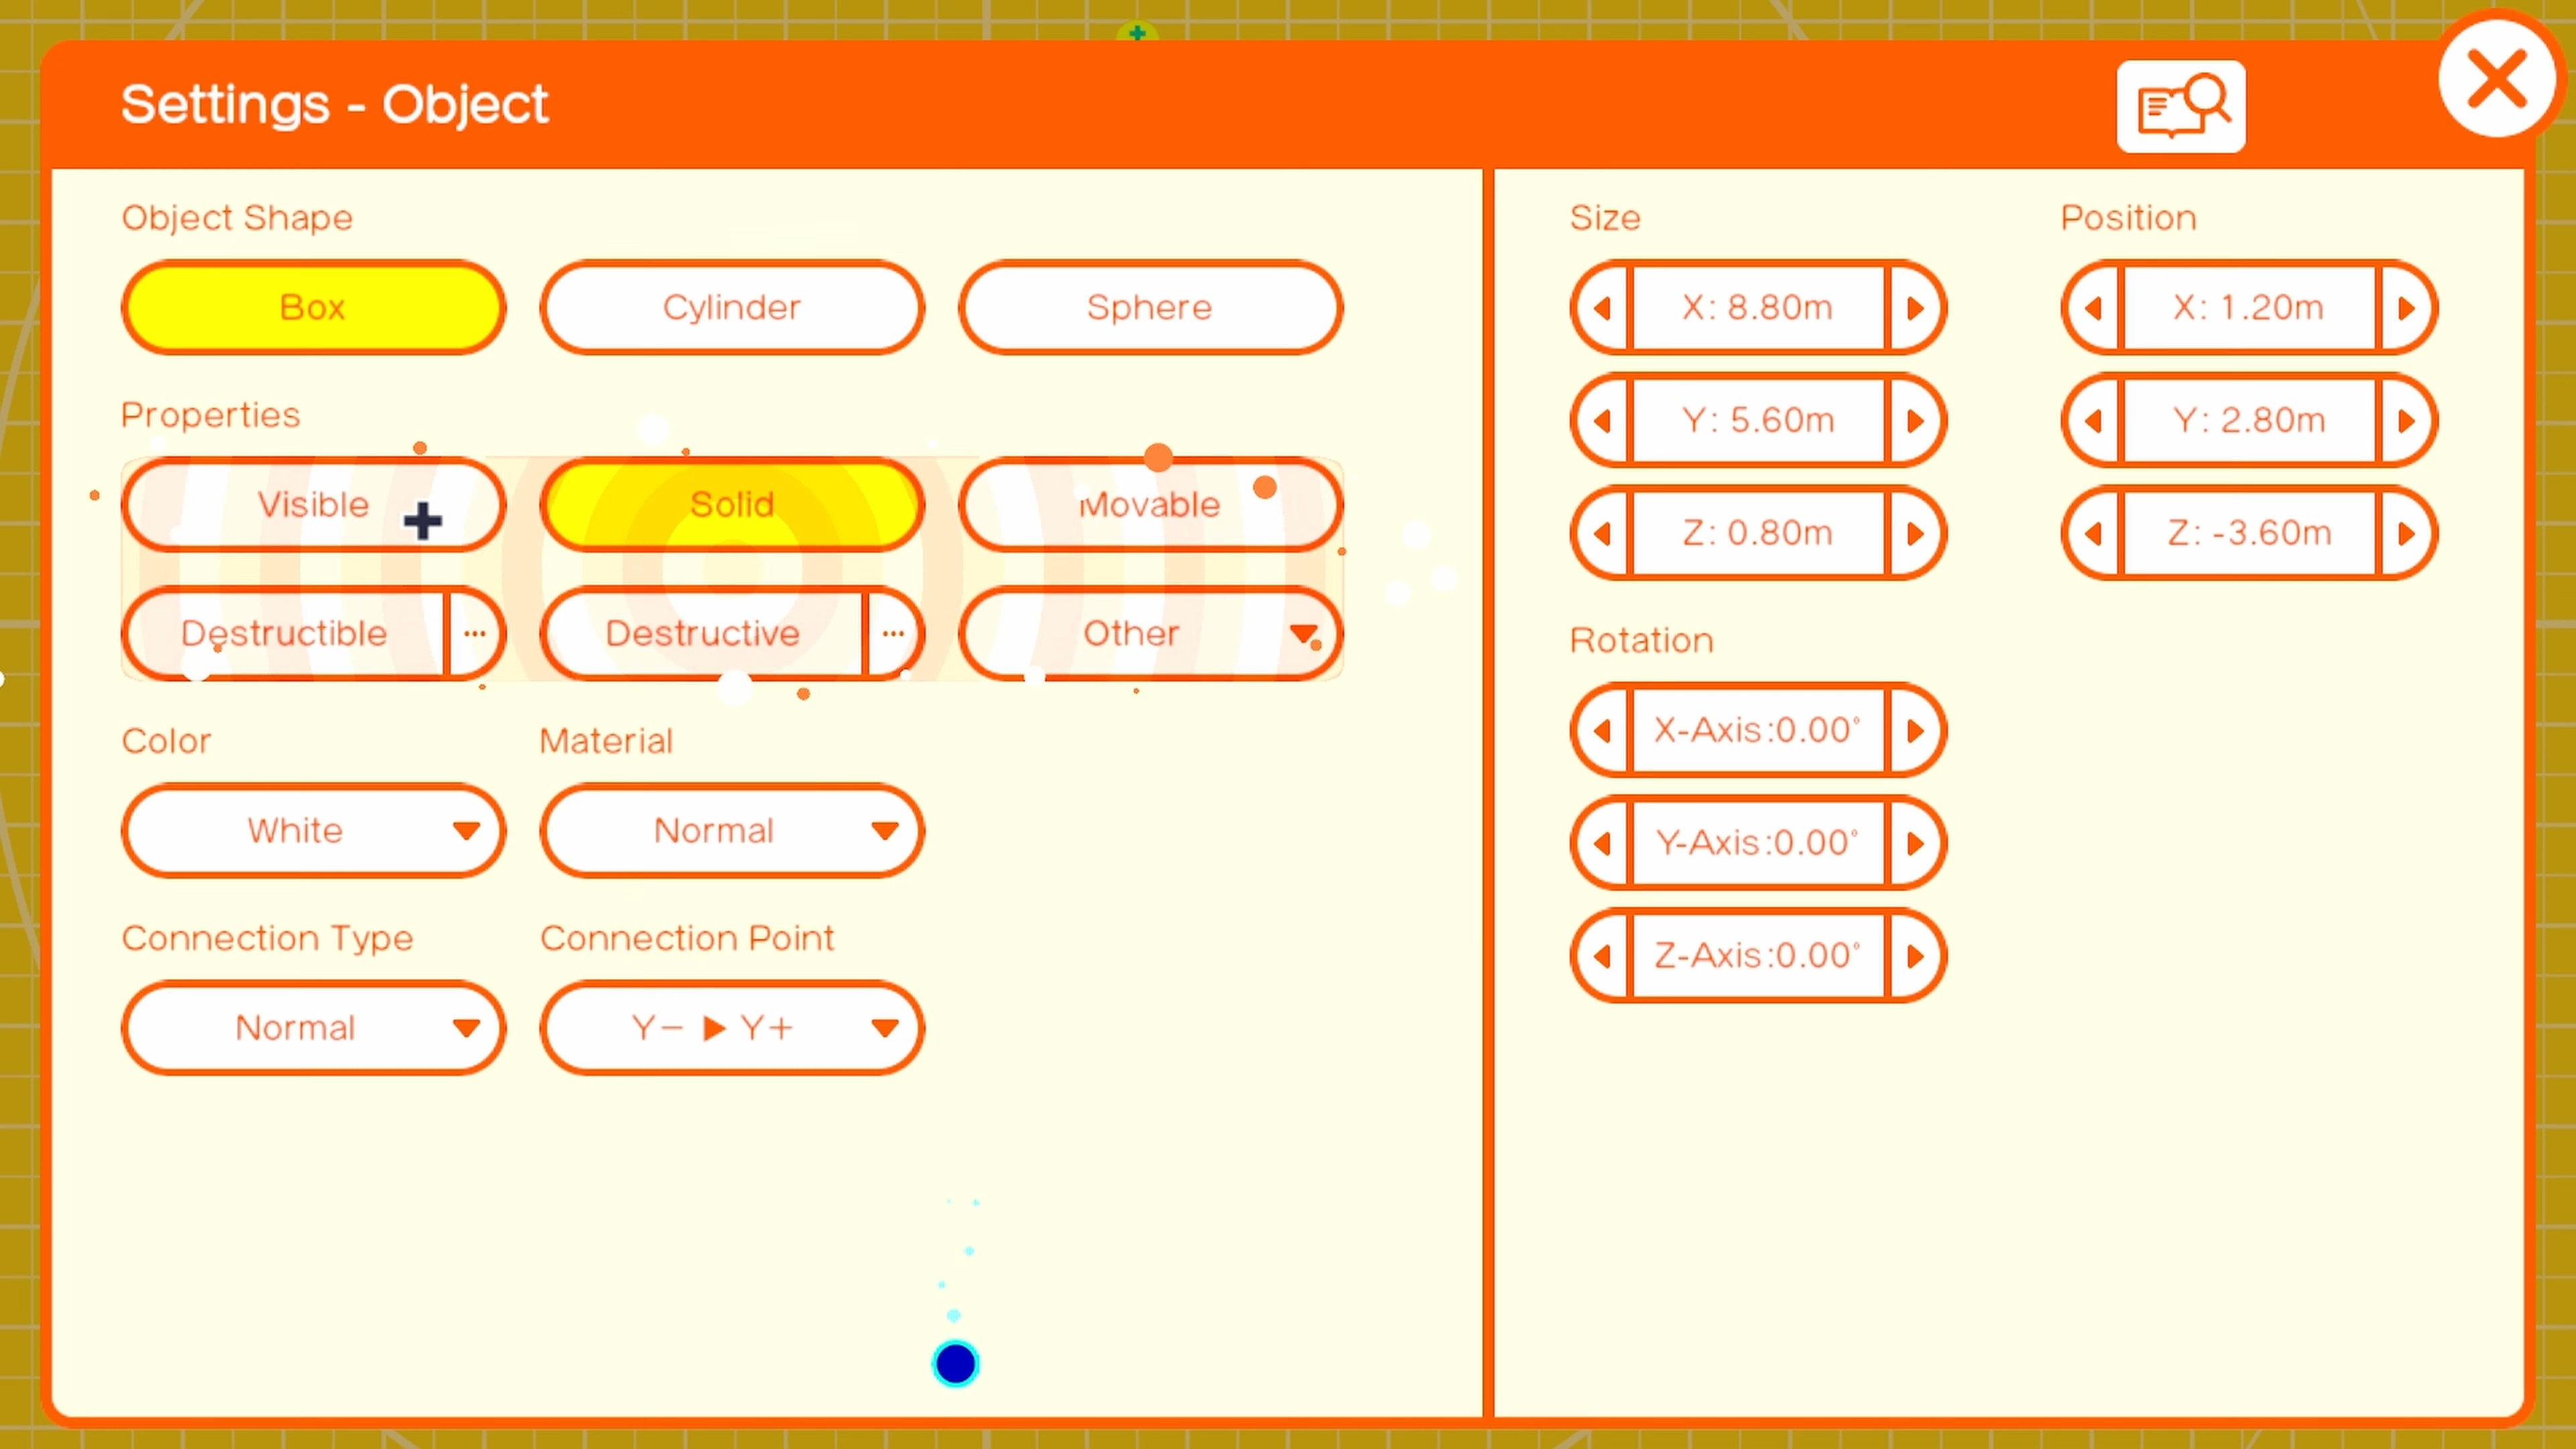 Settings - Object
Object Shape
Box
Cylinder
Sphere
Properties
Visible
Solid
Movable
Destructible
...
Destructive
...
Other
Color
Material
White
Normal
Connection Type
Connection Point
Normal
Y− ▶ Y+
Size
Position
X: 8.80m
X: 1.20m
Y: 5.60m
Y: 2.80m
Z: 0.80m
Z: -3.60m
Rotation
X-Axis:0.00°
Y-Axis:0.00°
Z-Axis:0.00°